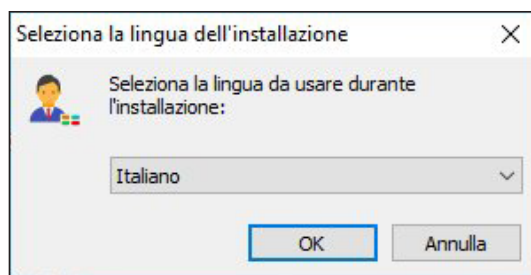 Seleziona la lingua dell'installazione
Seleziona la lingua da usare durante
l'installazione:
Italiano
OK
Annulla